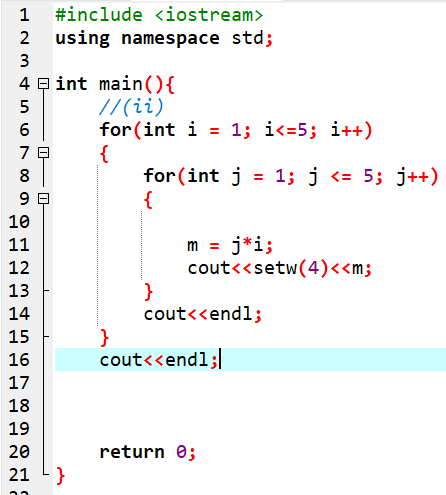 1 #include <iostream>
2 using namespace std;
3
4 int main(){
5     //(ii)
6     for(int i = 1; i<=5; i++)
7     {
8         for(int j = 1; j <= 5; j++)
9         {
10
11             m = j*i;
12             cout<<setw(4)<<m;
13         }
14         cout<<endl;
15     }
16     cout<<endl;
17
18
19
20     return 0;
21 }